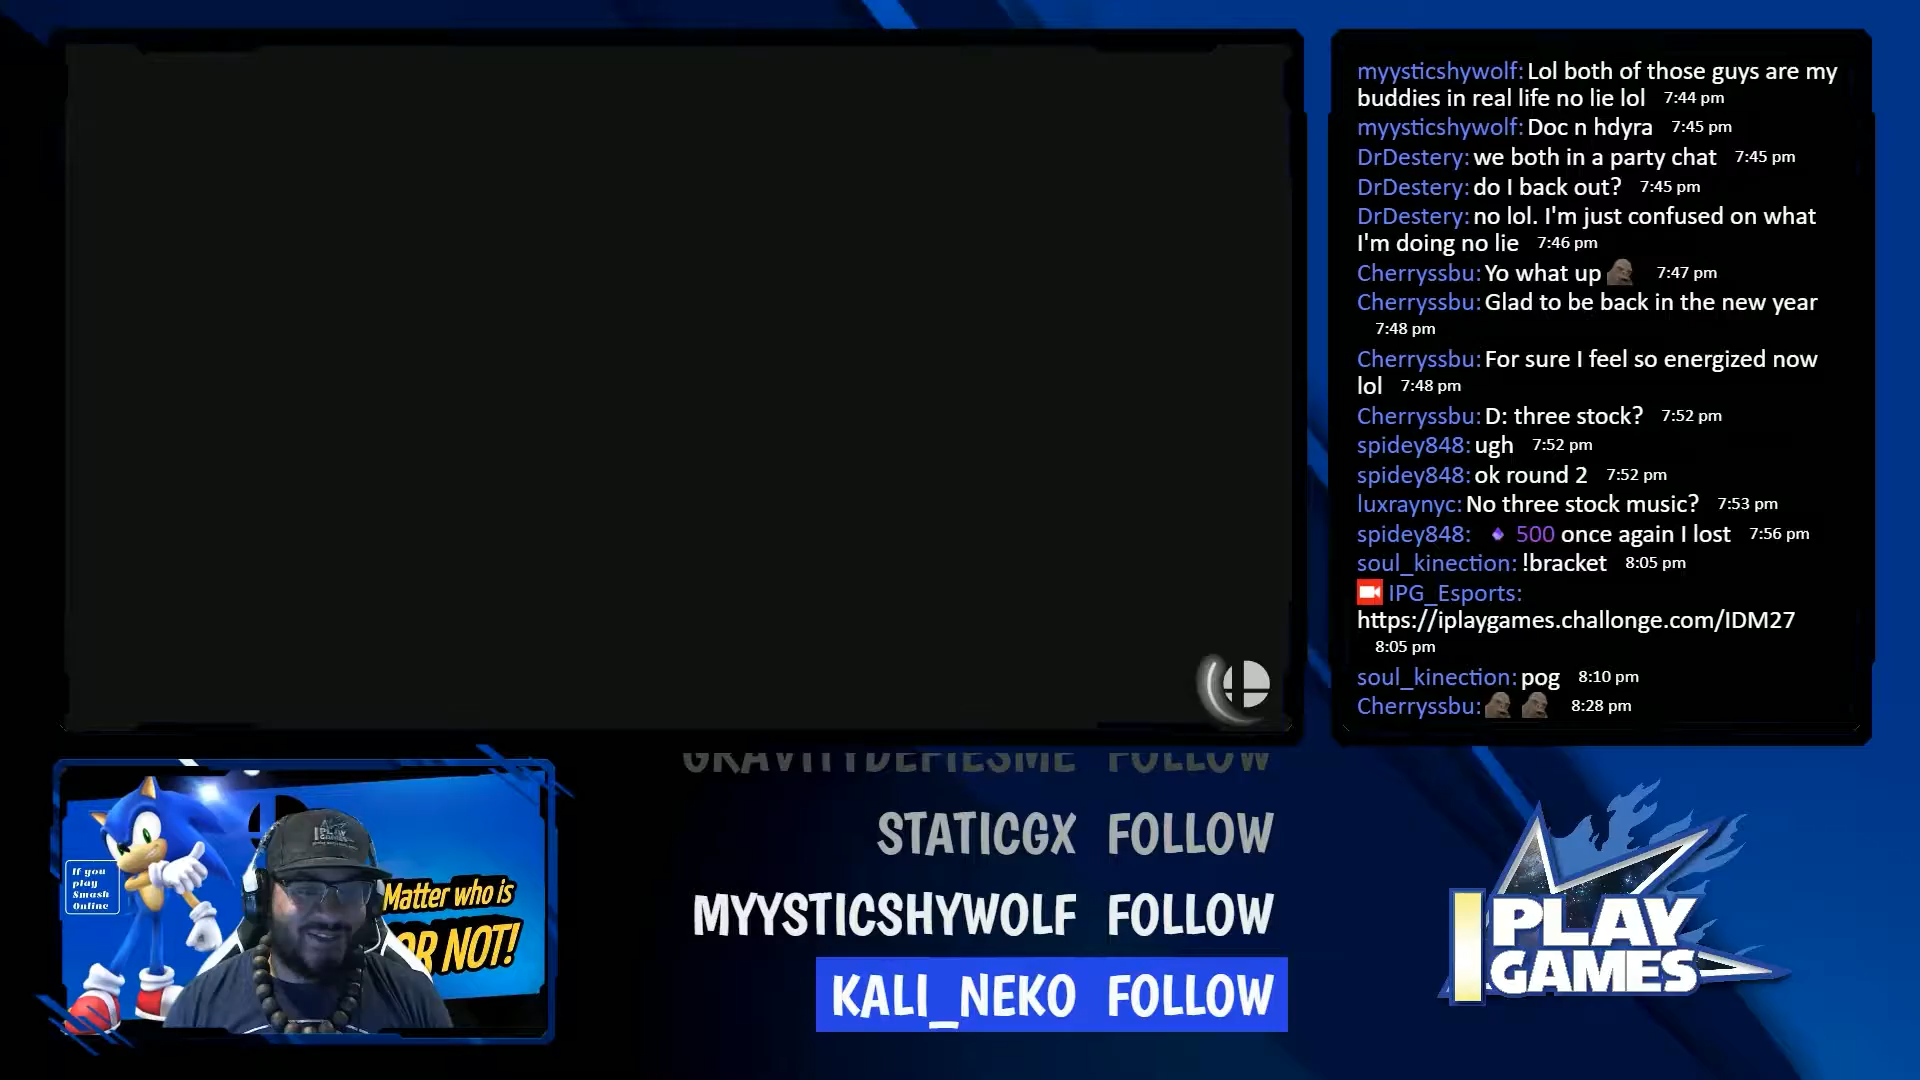 myysticshywolf: Lol both of those guys are my
buddies in real life no lie lol 7:44 pm
myysticshywolf: Doc n hdyra 7:45 pm
DrDestery: we both in a party chat 7:45 pm
DrDestery: do I back out? 7:45 pm
DrDestery: no lol. I'm just confused on what
I'm doing no lie 7:46 pm
Cherryssbu: Yo what up 7:47 pm
Cherryssbu: Glad to be back in the new year
7:48 pm
Cherryssbu: For sure I feel so energized now
lol 7:48 pm
Cherryssbu: D: three stock? 7:52 pm
spidey848: ugh 7:52 pm
spidey848: ok round 2 7:52 pm
luxraynyc: No three stock music? 7:53 pm
spidey848: 500 once again I lost 7:56 pm
soul_kinection: !bracket 8:05 pm
IPG_Esports:
https://iplaygames.challonge.com/IDM27
8:05 pm
soul_kinection: pog 8:10 pm
Cherryssbu: 8:28 pm
GRAVITYDEFIESME FOLLOW
STATICGX FOLLOW
MYYSTICSHYWOLF FOLLOW
KALI_NEKO FOLLOW
If you
play
Smash
Online
Matter who is
OR NOT!
I PLAY
GAMES
I PLAY
GAMES